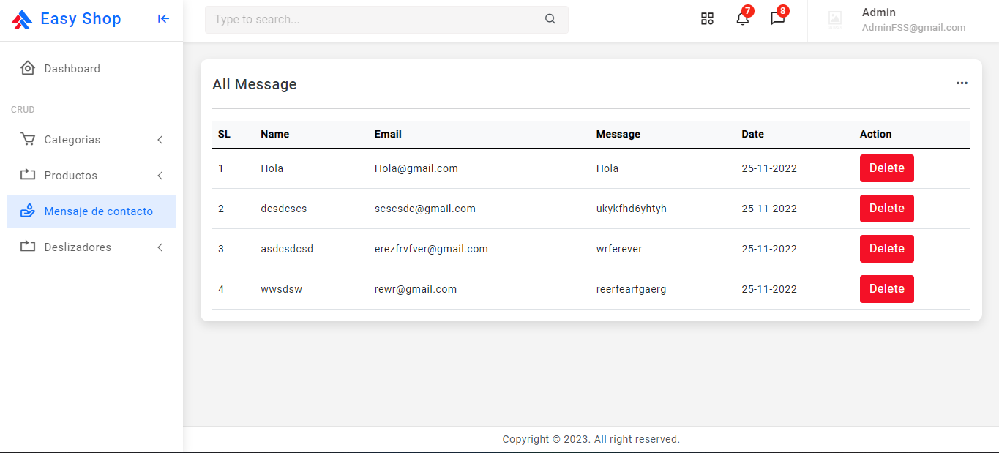 Easy Shop
Type to search...
7
8
Admin
AdminFSS@gmail.com
Dashboard
CRUD
Categorias
Productos
Mensaje de contacto
Deslizadores
All Message
SL Name Email Message Date Action
1 Hola Hola@gmail.com Hola 25-11-2022 Delete
2 dcsdcscs scscsdc@gmail.com ukykfhd6yhtyh 25-11-2022 Delete
3 asdcsdcsd erezfrvfver@gmail.com wrferever 25-11-2022 Delete
4 wwsdsw rewr@gmail.com reerfearfgaerg 25-11-2022 Delete
Copyright © 2023. All right reserved.